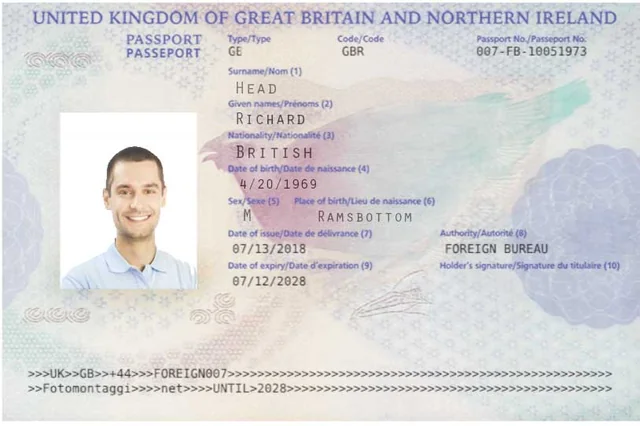 UNITED KINGDOM OF GREAT BRITAIN AND NORTHERN IRELAND
PASSPORT Type/Type Code/Code Passport No./Passeport No.
PASSEPORT GE GBR 007-FB-10051973
Surname/Nom (1)
HEAD
Given names/Prénoms (2)
RICHARD
Nationality/Nationalité (3)
BRITISH
Date of birth/Date de naissance (4)
4/20/1969
Sex/Sexe (5) Place of birth/Lieu de naissance (6)
M RAMSBOTTOM
Date of issue/Date de délivrance (7) Authority/Autorité (8)
07/13/2018 FOREIGN BUREAU
Date of expiry/Date d'expiration (9) Holder's signature/Signature du titulaire (10)
07/12/2028
>>>UK>>GB>>+44>>>FOREIGN007>>>>>>>>>>>>>>>>>>>>>>>>>>>>>>>>>>>>>>>>>>>>>>>>>>>>
>>Fotomontaggi>>>>net>>>>UNTIL>2028>>>>>>>>>>>>>>>>>>>>>>>>>>>>>>>>>>>>>>>>>>>>